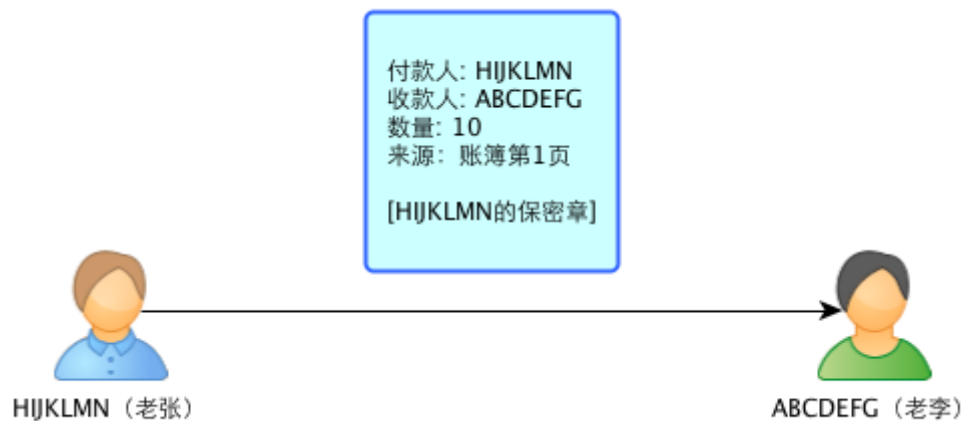 付款人: HIJKLMN
收款人: ABCDEFG
数量: 10
来源：账簿第1页
[HIJKLMN的保密章]
HIJKLMN（老张）
ABCDEFG（老李）